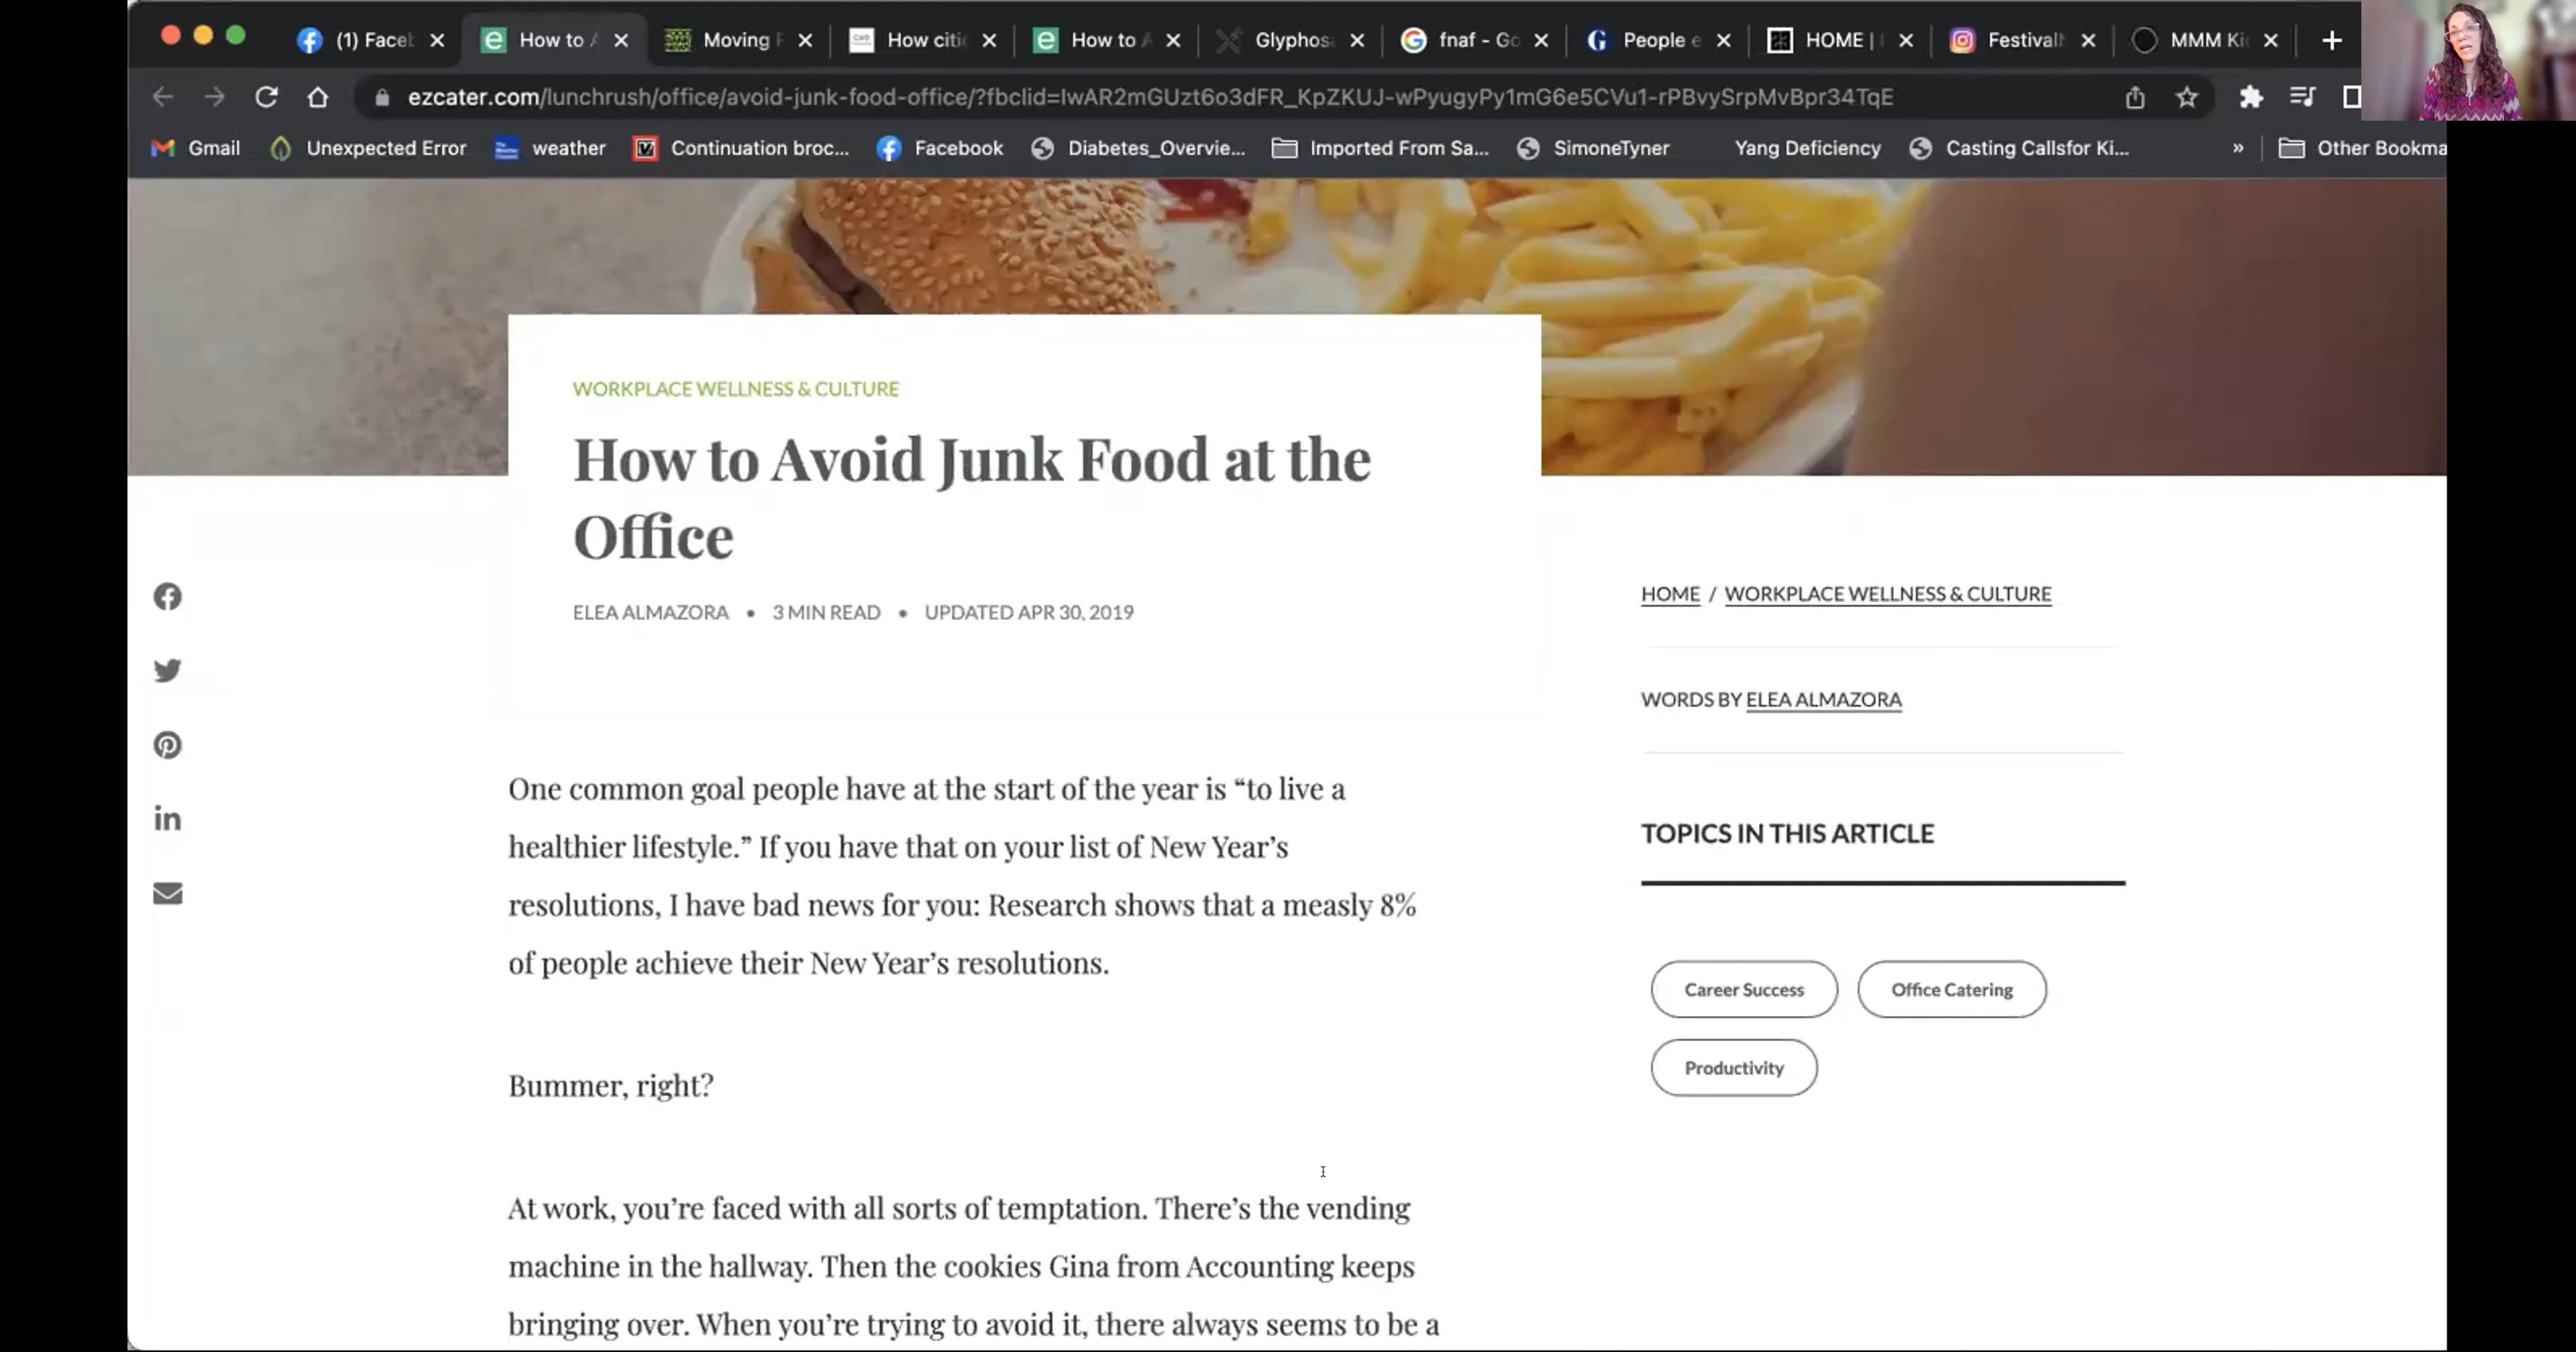 (1) Face
How to
Moving
How citi
How to
Glyphos
fnaf - Go
People e
HOME |
Festival
MMM Ki
ezcater.com/lunchrush/office/avoid-junk-food-office/?fbclid=IwAR2mGUzt6o3dFR_KpZKUJ-wPyugyPy1mG6e5CVu1-rPBvySrpMvBpr34TqE
Gmail
Unexpected Error
weather
Continuation broc...
Facebook
Diabetes_Overvie...
Imported From Sa...
SimoneTyner
Yang Deficiency
Casting Callsfor Ki...
»
Other Bookma
WORKPLACE WELLNESS & CULTURE
How to Avoid Junk Food at the
Office
ELEA ALMAZORA • 3 MIN READ • UPDATED APR 30, 2019
One common goal people have at the start of the year is “to live a
healthier lifestyle.” If you have that on your list of New Year’s
resolutions, I have bad news for you: Research shows that a measly 8%
of people achieve their New Year’s resolutions.
Bummer, right?
At work, you’re faced with all sorts of temptation. There’s the vending
machine in the hallway. Then the cookies Gina from Accounting keeps
bringing over. When you’re trying to avoid it, there always seems to be a
HOME / WORKPLACE WELLNESS & CULTURE
WORDS BY ELEA ALMAZORA
TOPICS IN THIS ARTICLE
Career Success
Office Catering
Productivity